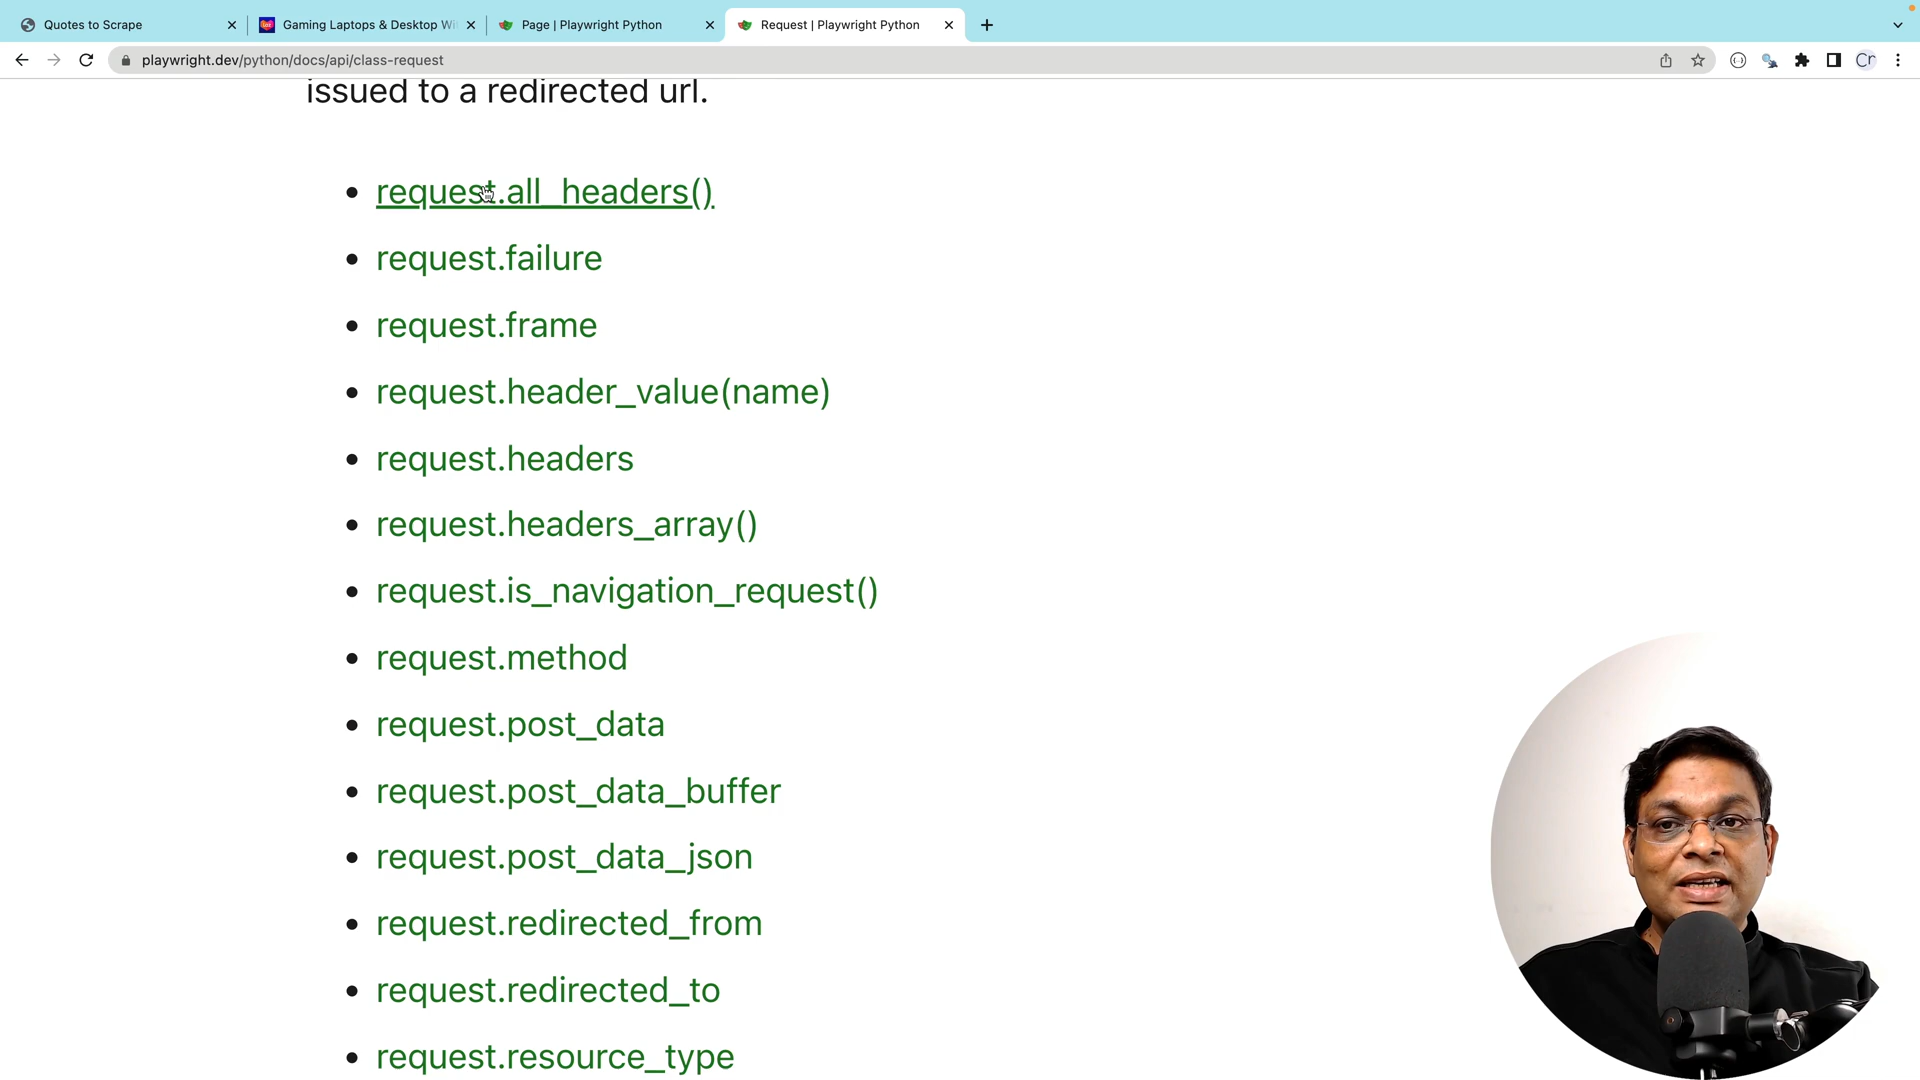 Quotes to Scrape
Gaming Laptops & Desktop Wi
Page | Playwright Python
Request | Playwright Python
playwright.dev/python/docs/api/class-request
Cr
issued to a redirected url.
• request.all_headers()
• request.failure
• request.frame
• request.header_value(name)
• request.headers
• request.headers_array()
• request.is_navigation_request()
• request.method
• request.post_data
• request.post_data_buffer
• request.post_data_json
• request.redirected_from
• request.redirected_to
• request.resource_type